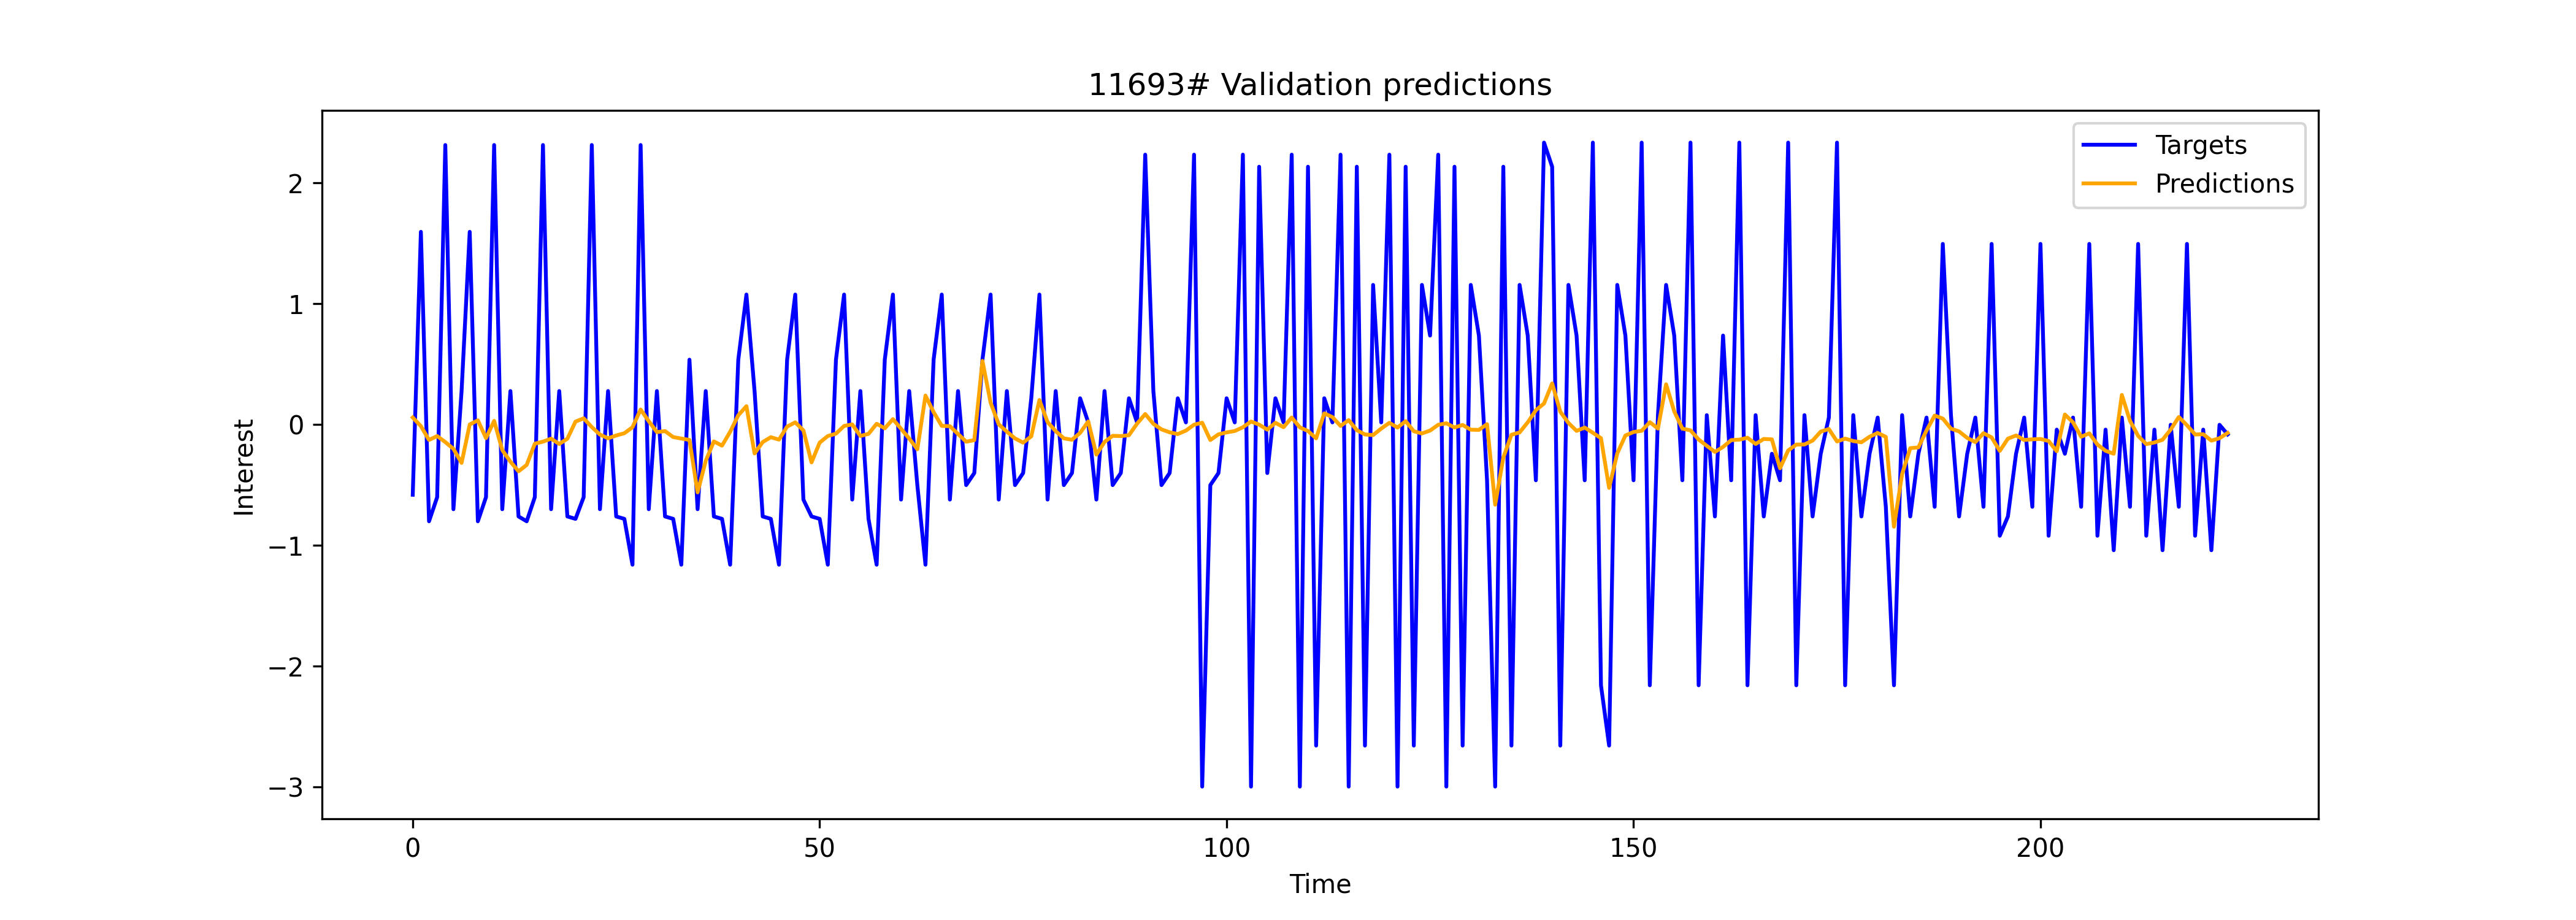 11693# Validation predictions
Targets
Predictions
2
1
0
−1
−2
−3
Interest
0
50
100
150
200
Time